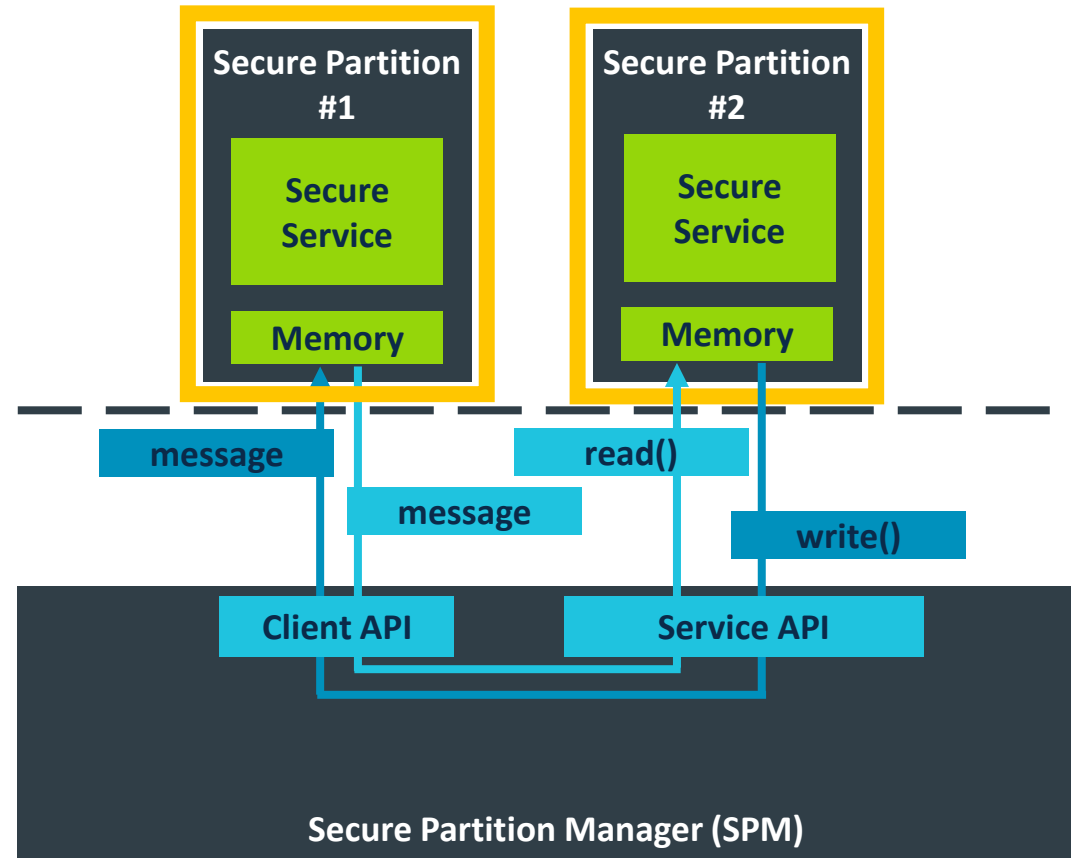 Secure Partition
#1
Secure
Service
Memory
Secure Partition
#2
Secure
Service
Memory
message
message
read()
write()
Client API
Service API
Secure Partition Manager (SPM)